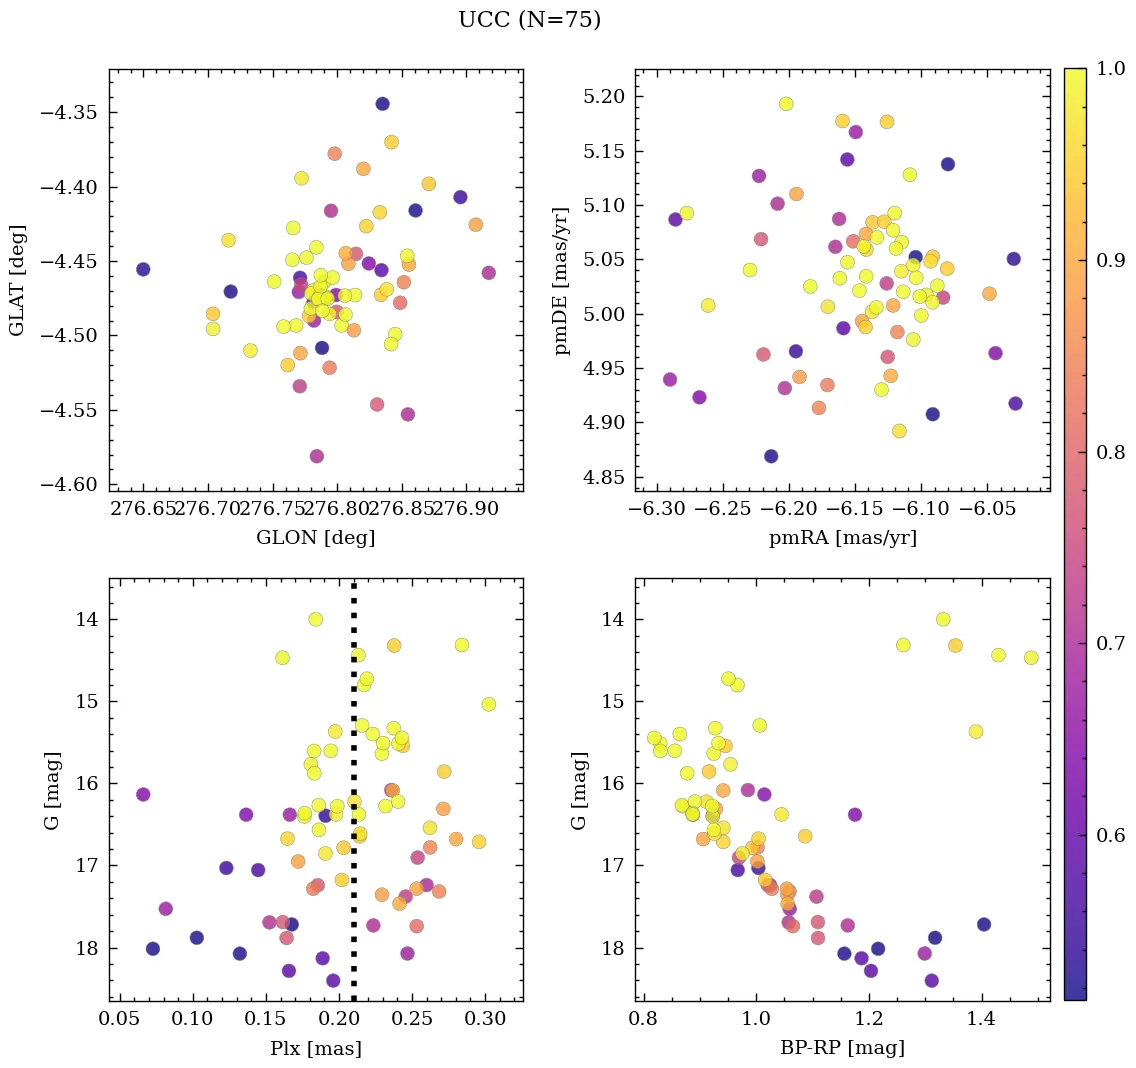 UCC (N=75)
−4.35
−4.40
−4.45
−4.50
−4.55
−4.60
GLAT [deg]
276.65 276.70 276.75 276.80 276.85 276.90
GLON [deg]
5.20
5.15
5.10
5.05
5.00
4.95
4.90
4.85
pmDE [mas/yr]
−6.30 −6.25 −6.20 −6.15 −6.10 −6.05
pmRA [mas/yr]
1.0
0.9
0.8
0.7
0.6
14
15
16
17
18
G [mag]
0.05 0.10 0.15 0.20 0.25 0.30
Plx [mas]
14
15
16
17
18
G [mag]
0.8 1.0 1.2 1.4
BP-RP [mag]